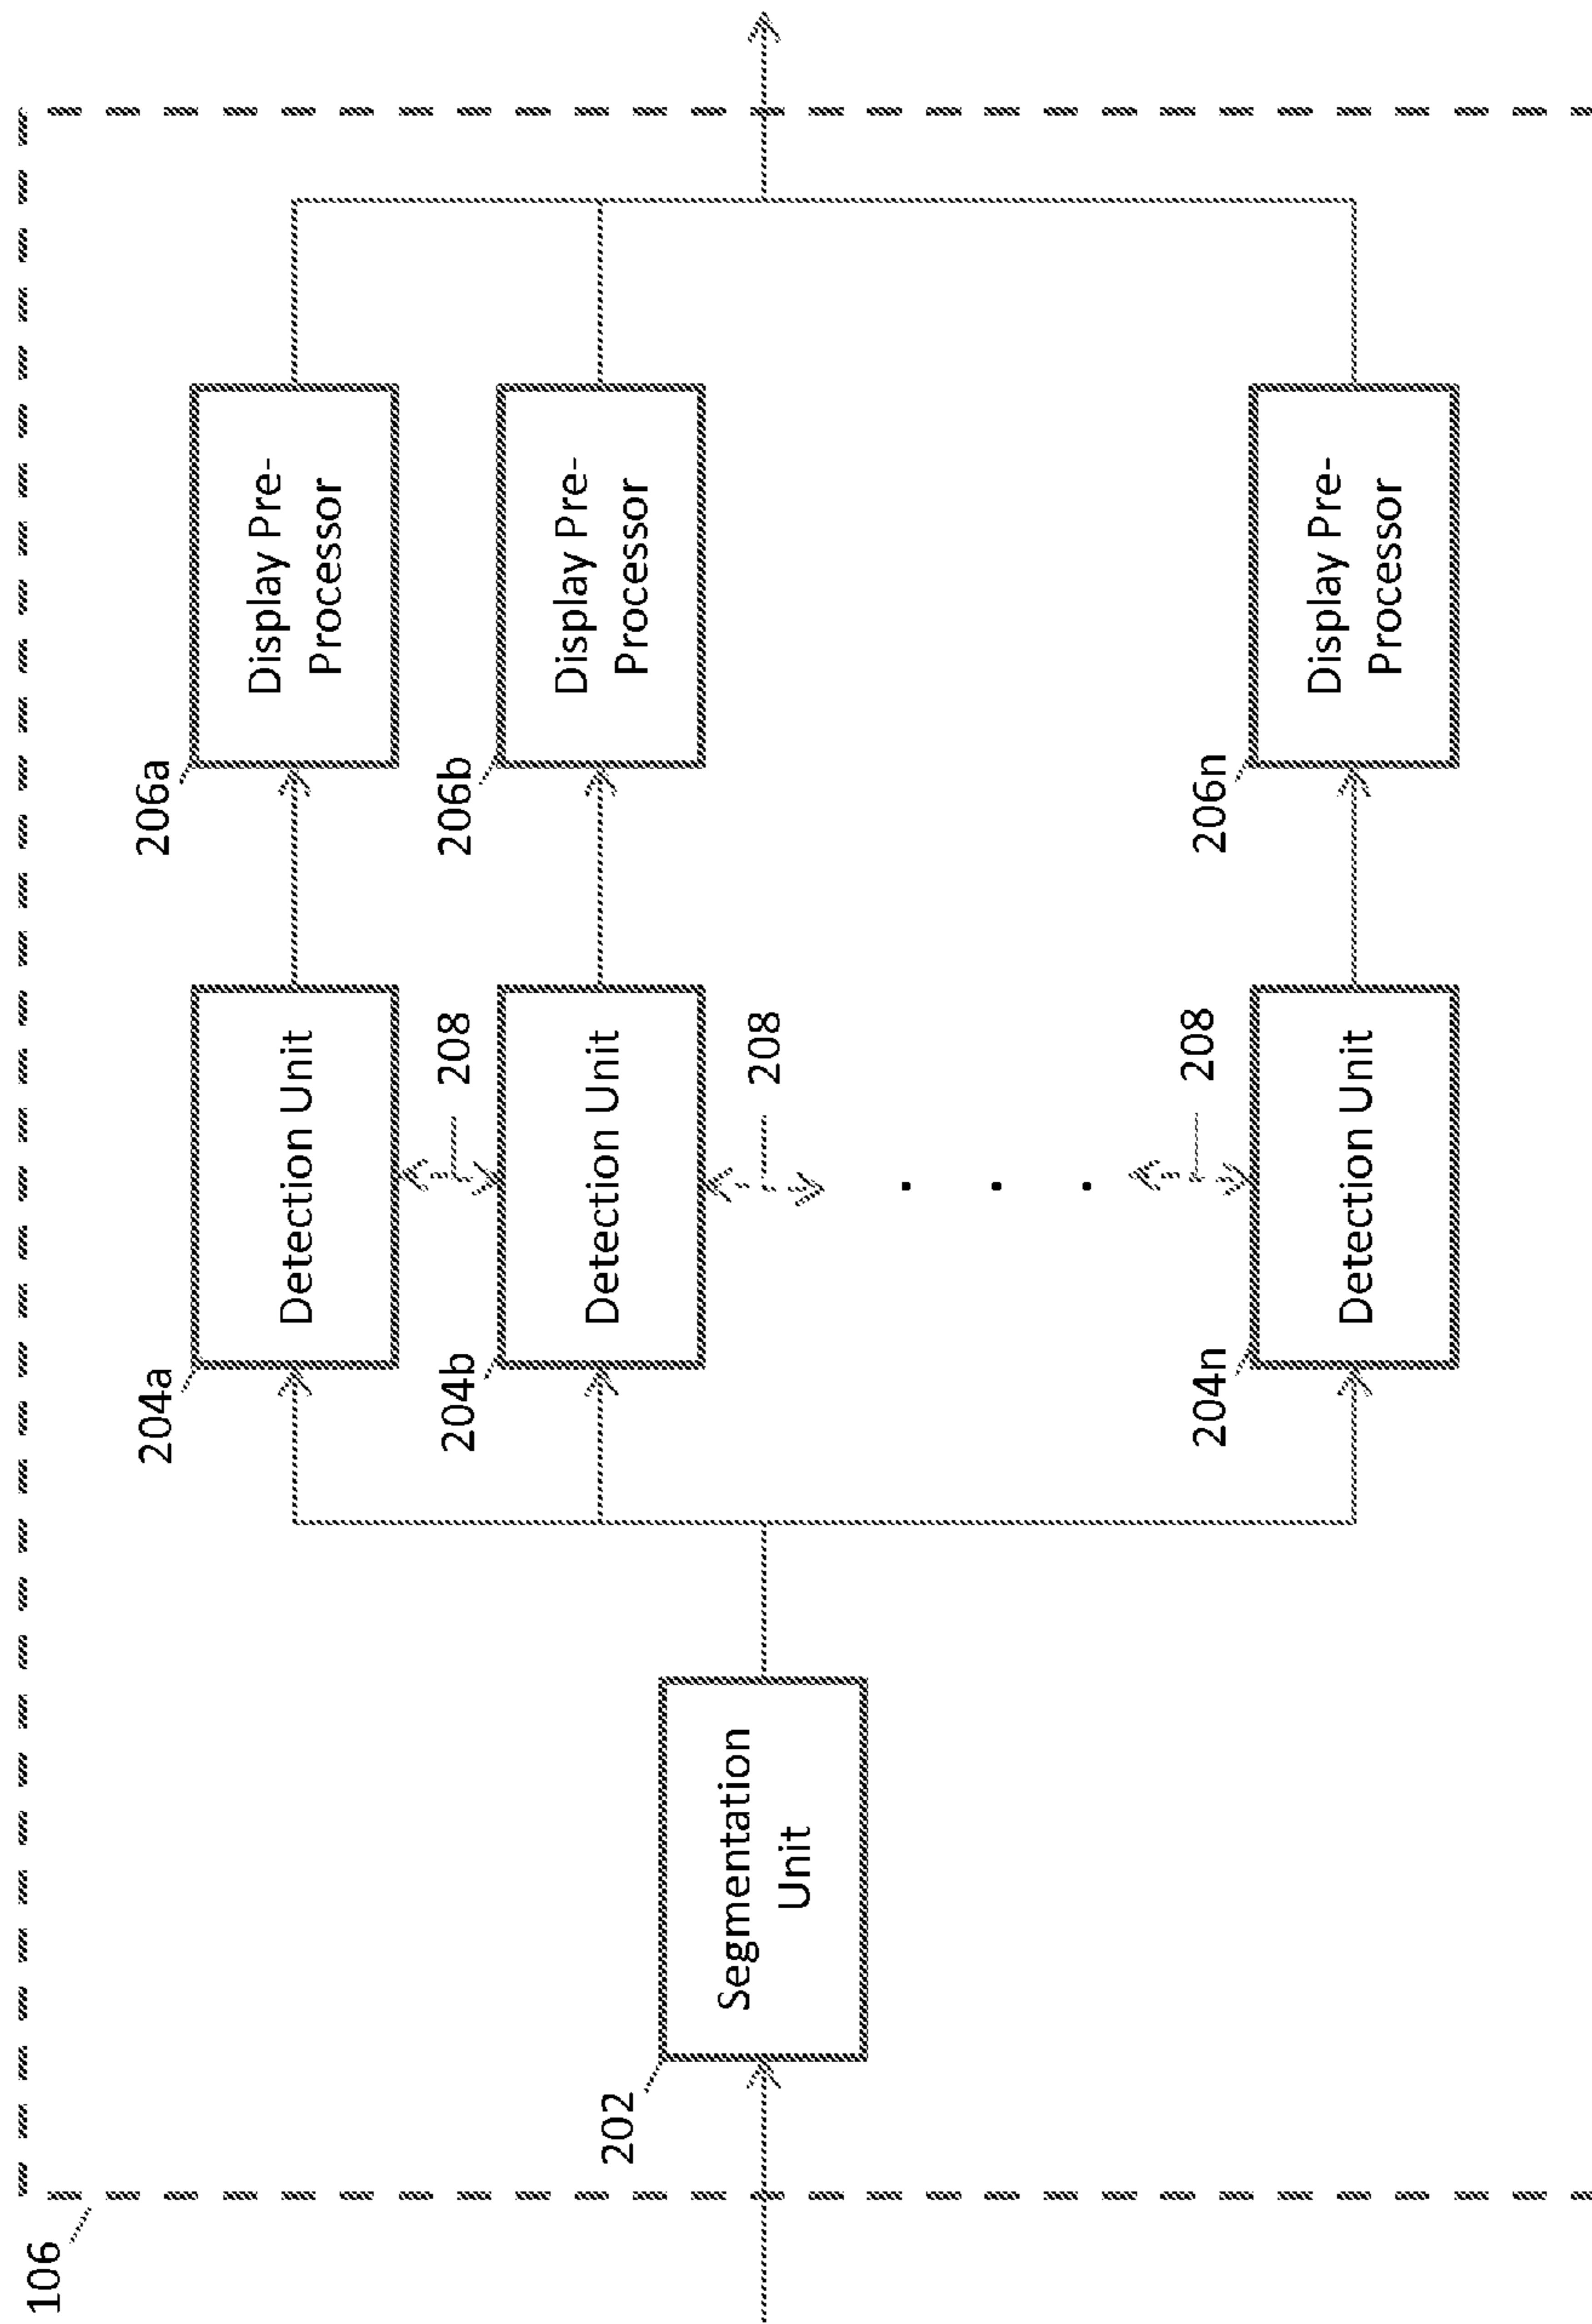 106
202
Segmentation
Unit
204a
Detection Unit
204b
Detection Unit
204n
Detection Unit
208
208
208
206a
Display Pre-
Processor
206b
Display Pre-
Processor
206n
Display Pre-
Processor